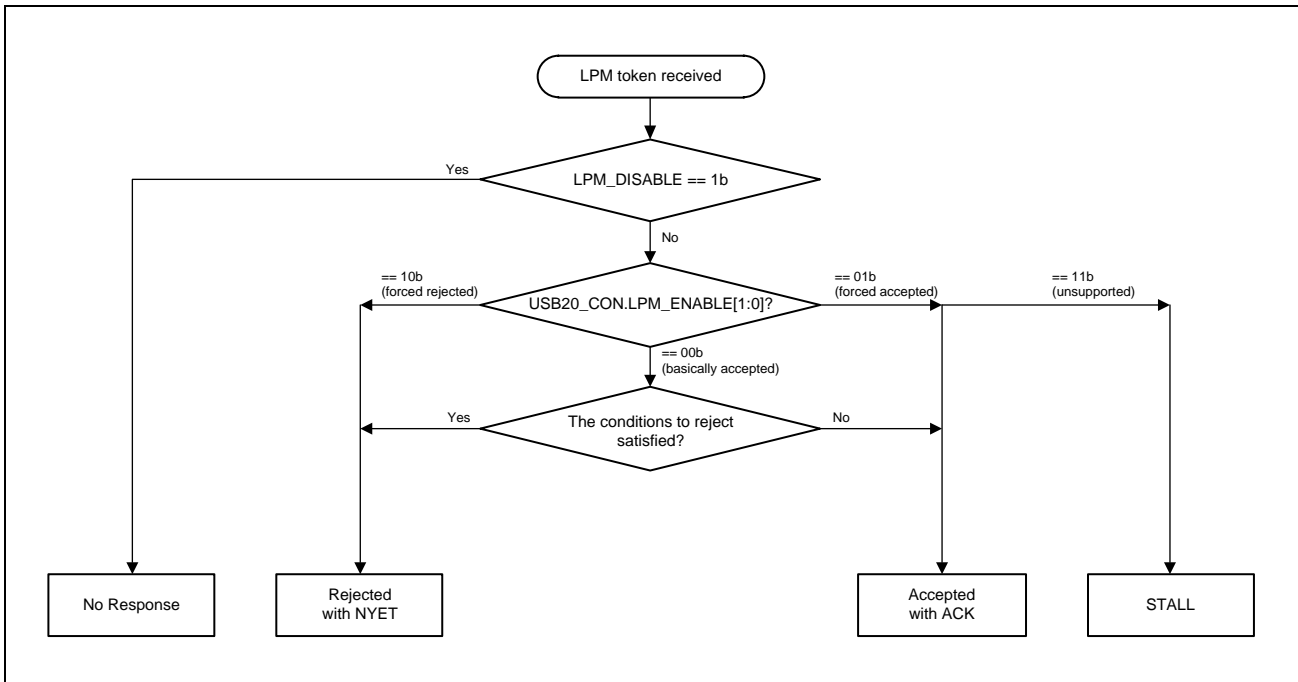 LPM token received
Yes
LPM_DISABLE == 1b
No
== 10b
(forced rejected)
USB20_CON.LPM_ENABLE[1:0]?
== 01b
(forced accepted)
== 11b
(unsupported)
== 00b
(basically accepted)
Yes
The conditions to reject
satisfied?
No
No Response
Rejected
with NYET
Accepted
with ACK
STALL